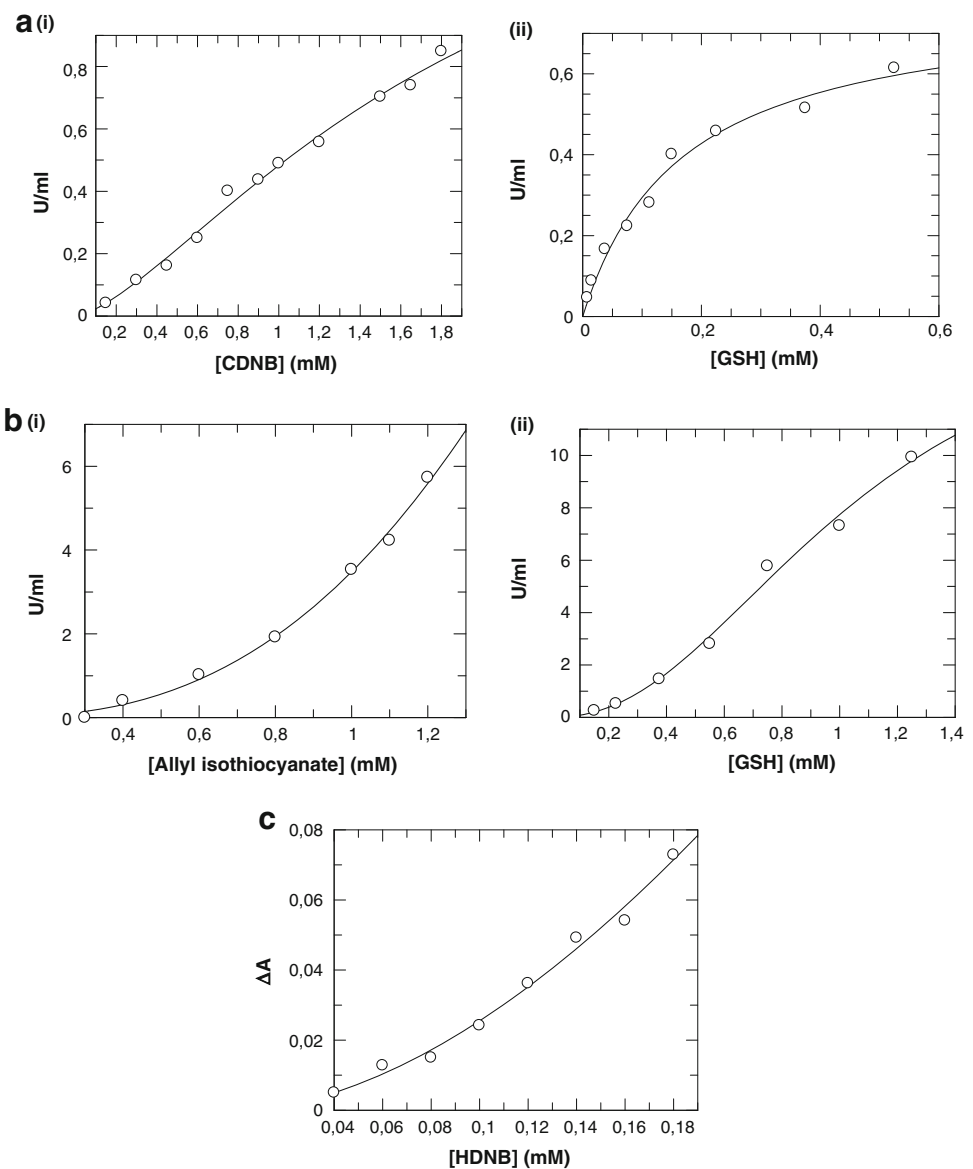 a (i)
0,8
0,6
0,4
0,2
0
U/ml
0,2 0,4 0,6 0,8 1 1,2 1,4 1,6 1,8
[CDNB] (mM)
(ii)
0,6
0,4
0,2
0
U/ml
0 0,2 0,4 0,6
[GSH] (mM)
b (i)
6
4
2
0
U/ml
0,4 0,6 0,8 1 1,2
[Allyl isothiocyanate] (mM)
(ii)
10
8
6
4
2
0
U/ml
0,2 0,4 0,6 0,8 1 1,2 1,4
[GSH] (mM)
c
0,08
0,06
0,04
0,02
0
ΔA
0,04 0,06 0,08 0,1 0,12 0,14 0,16 0,18
[HDNB] (mM)